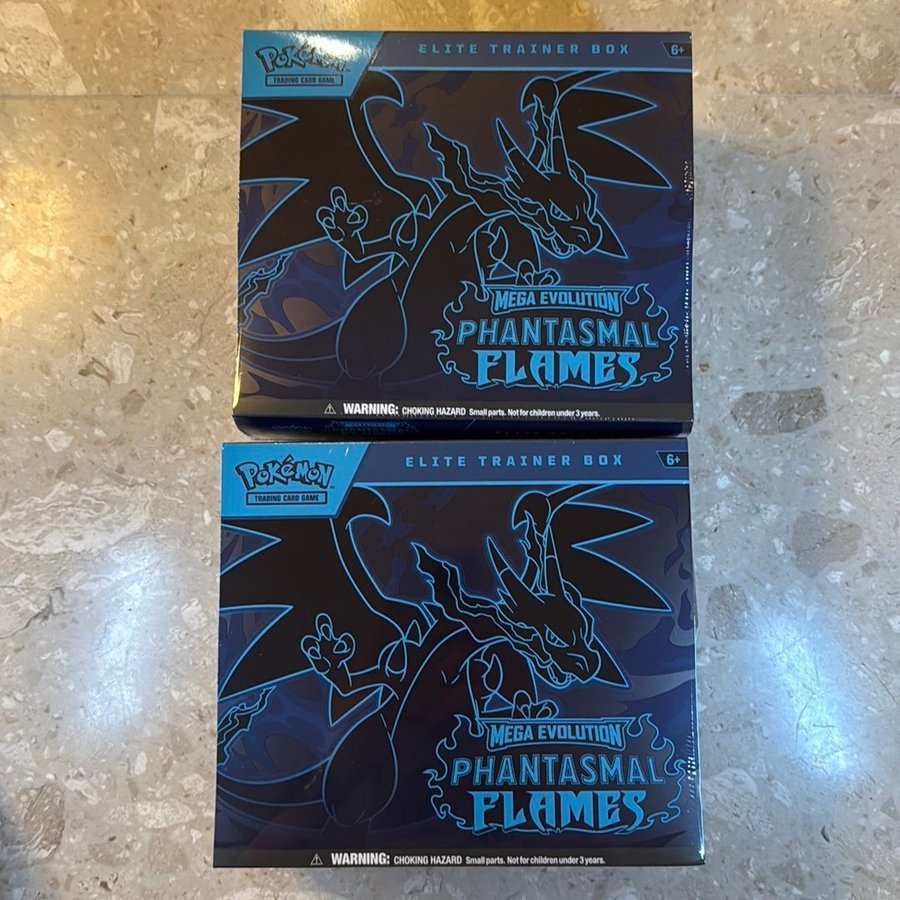 POKéMON
TRADING CARD GAME
ELITE TRAINER BOX
6+
MEGA EVOLUTION
PHANTASMAL
FLAMES
WARNING: CHOKING HAZARD Small parts. Not for children under 3 years.
MEGA EVOLUTION
POKéMON
TRADING CARD GAME
ELITE TRAINER BOX
6+
MEGA EVOLUTION
PHANTASMAL
FLAMES
WARNING: CHOKING HAZARD Small parts. Not for children under 3 years.